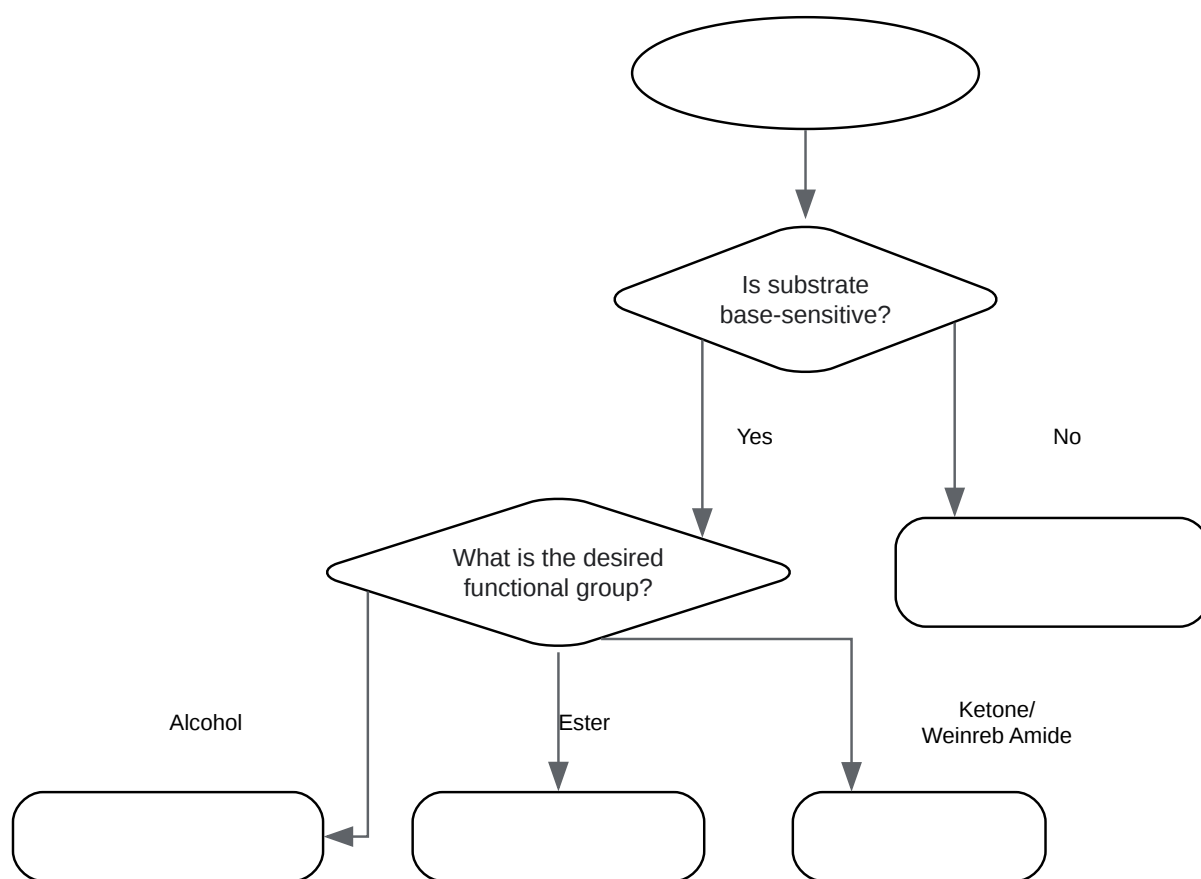 Is substrate
base-sensitive?
Yes
No
What is the desired
functional group?
Alcohol
Ester
Ketone/
Weinreb Amide